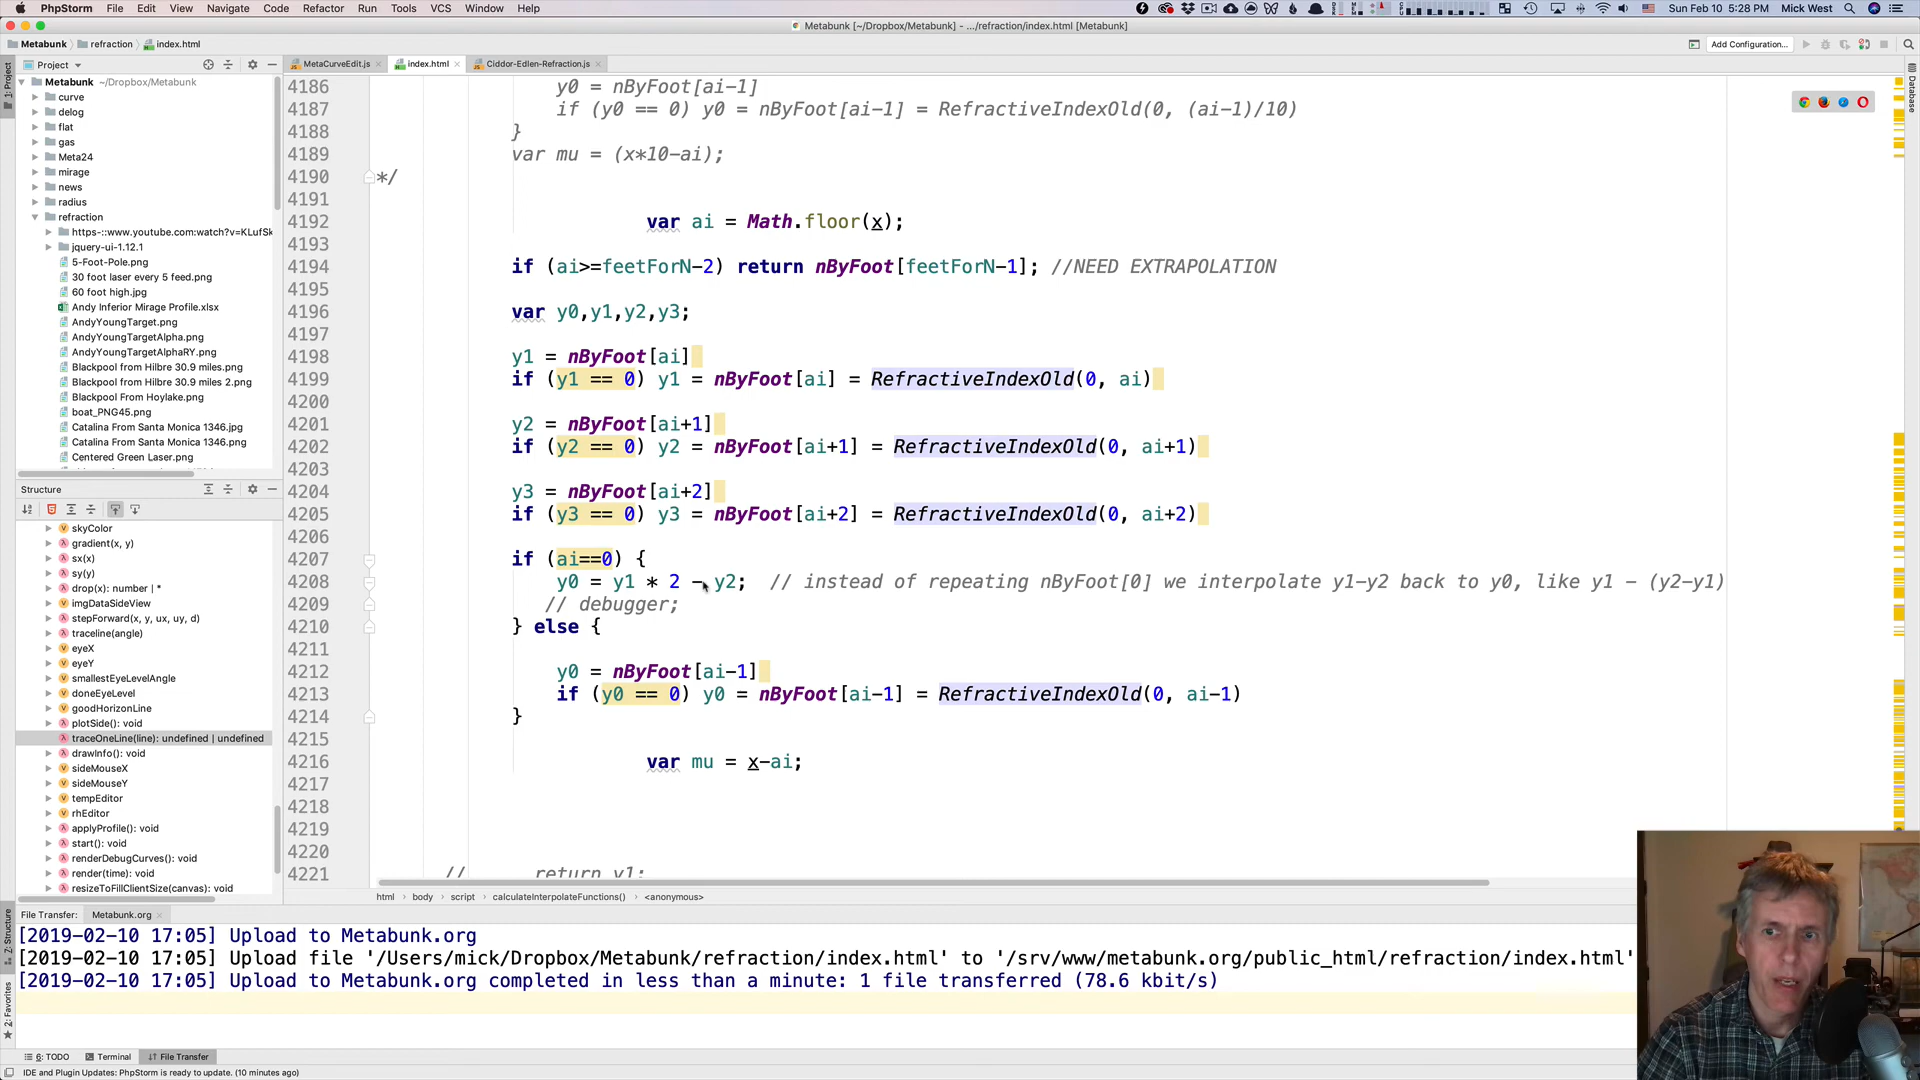 PhpStorm File Edit View Navigate Code Refactor Run Tools VCS Window Help Sun Feb 10 5:28 PM Mick West
Metabunk [~/Dropbox/Metabunk] – .../refraction/index.html [Metabunk]
Metabunk refraction index.html Add Configuration...
Project
MetaCurveEdit.js index.html Ciddor-Edlen-Refraction.js
1: Project
Database
Metabunk ~/Dropbox/Metabunk
curve
delog
flat
gas
Meta24
mirage
news
radius
refraction
https-::www.youtube.com:watch?v=KLufSk
jquery-ui-1.12.1
5-Foot-Pole.png
30 foot laser every 5 feed.png
60 foot high.jpg
Andy Inferior Mirage Profile.xlsx
AndyYoungTarget.png
AndyYoungTargetAlpha.png
AndyYoungTargetAlphaRY.png
Blackpool from Hilbre 30.9 miles.png
Blackpool from Hilbre 30.9 miles 2.png
Blackpool From Hoylake.png
boat_PNG45.png
Catalina From Santa Monica 1346.jpg
Catalina From Santa Monica 1346.png
Centered Green Laser.png
Structure
skyColor
gradient(x, y)
sx(x)
sy(y)
drop(x): number | *
imgDataSideView
stepForward(x, y, ux, uy, d)
traceline(angle)
eyeX
eyeY
smallestEyeLevelAngle
doneEyeLevel
goodHorizonLine
plotSide(): void
traceOneLine(line): undefined | undefined
drawInfo(): void
sideMouseX
sideMouseY
tempEditor
rhEditor
applyProfile(): void
start(): void
renderDebugCurves(): void
render(time): void
resizeToFillClientSize(canvas): void
4186 y0 = nByFoot[ai-1]
4187 if (y0 == 0) y0 = nByFoot[ai-1] = RefractiveIndexOld(0, (ai-1)/10)
4188 }
4189 var mu = (x*10-ai);
4190 */
4191
4192 var ai = Math.floor(x);
4193
4194 if (ai>=feetForN-2) return nByFoot[feetForN-1]; //NEED EXTRAPOLATION
4195
4196 var y0,y1,y2,y3;
4197
4198 y1 = nByFoot[ai]
4199 if (y1 == 0) y1 = nByFoot[ai] = RefractiveIndexOld(0, ai)
4200
4201 y2 = nByFoot[ai+1]
4202 if (y2 == 0) y2 = nByFoot[ai+1] = RefractiveIndexOld(0, ai+1)
4203
4204 y3 = nByFoot[ai+2]
4205 if (y3 == 0) y3 = nByFoot[ai+2] = RefractiveIndexOld(0, ai+2)
4206
4207 if (ai==0) {
4208 y0 = y1 * 2 - y2; // instead of repeating nByFoot[0] we interpolate y1-y2 back to y0, like y1 - (y2-y1)
4209 // debugger;
4210 } else {
4211
4212 y0 = nByFoot[ai-1]
4213 if (y0 == 0) y0 = nByFoot[ai-1] = RefractiveIndexOld(0, ai-1)
4214 }
4215
4216 var mu = x-ai;
4217
4218
4219
4220
4221 // return y1;
html body script calculateInterpolateFunctions() <anonymous>
7: Structure
2: Favorites
File Transfer: Metabunk.org
[2019-02-10 17:05] Upload to Metabunk.org
[2019-02-10 17:05] Upload file '/Users/mick/Dropbox/Metabunk/refraction/index.html' to '/srv/www/metabunk.org/public_html/refraction/index.html'
[2019-02-10 17:05] Upload to Metabunk.org completed in less than a minute: 1 file transferred (78.6 kbit/s)
6: TODO Terminal File Transfer
IDE and Plugin Updates: PhpStorm is ready to update. (10 minutes ago)